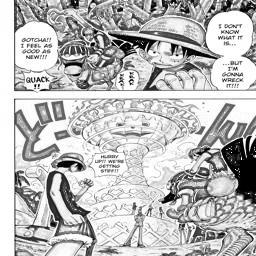 I DON'T
KNOW
WHAT IT
IS...
...BUT
I'M
GONNA
WRECK
IT!!!
GOTCHA!!
I FEEL AS
GOOD AS
NEW!!!
QUACK
!!
HURRY
UP!! WE'RE
GETTING
STIFF!!
ド